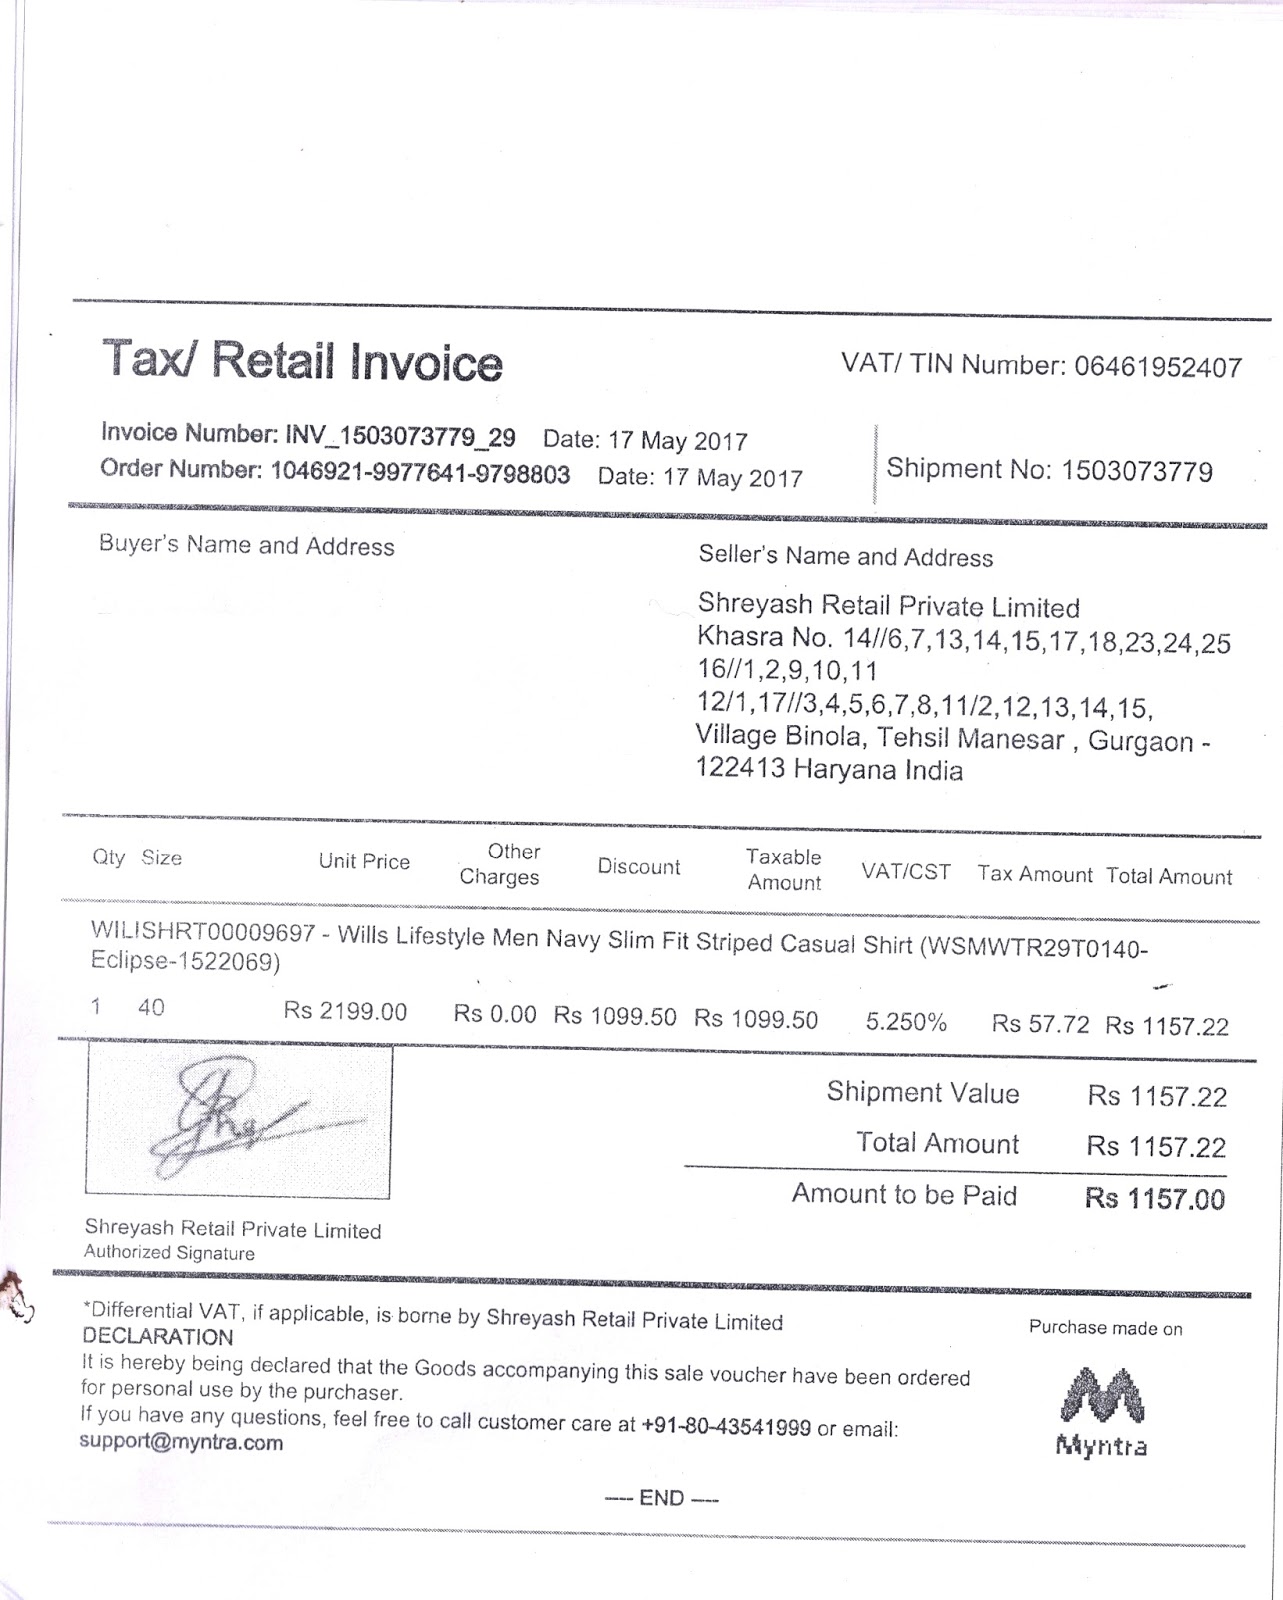 Tax/ Retail Invoice
VAT/ TIN Number: 06461952407
Invoice Number: INV_1503073779_29 Date: 17 May 2017
Order Number: 1046921-9977641-9798803 Date: 17 May 2017
Shipment No: 1503073779
Buyer's Name and Address
Seller's Name and Address
Shreyash Retail Private Limited
Khasra No. 14//6,7,13,14,15,17,18,23,24,25
16//1,2,9,10,11
12/1,17//3,4,5,6,7,8,11/2,12,13,14,15,
Village Binola, Tehsil Manesar , Gurgaon -
122413 Haryana India
Qty Size Unit Price Other Charges Discount Taxable Amount VAT/CST Tax Amount Total Amount
WILISHRT00009697 - Wills Lifestyle Men Navy Slim Fit Striped Casual Shirt (WSMWTR29T0140-
Eclipse-1522069)
1 40 Rs 2199.00 Rs 0.00 Rs 1099.50 Rs 1099.50 5.250% Rs 57.72 Rs 1157.22
Shipment Value Rs 1157.22
Total Amount Rs 1157.22
Amount to be Paid Rs 1157.00
Shreyash Retail Private Limited
Authorized Signature
*Differential VAT, if applicable, is borne by Shreyash Retail Private Limited
DECLARATION
It is hereby being declared that the Goods accompanying this sale voucher have been ordered
for personal use by the purchaser.
If you have any questions, feel free to call customer care at +91-80-43541999 or email:
support@myntra.com
Purchase made on
Myntra
---- END ----